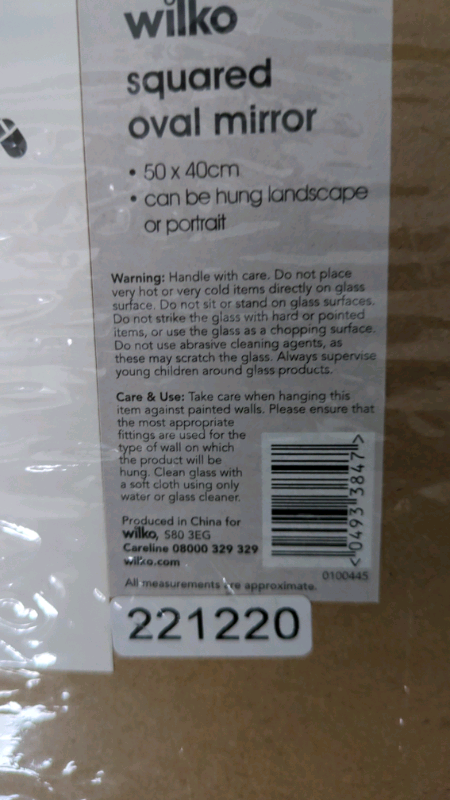 wilko
squared
oval mirror
• 50 x 40cm
• can be hung landscape
or portrait
Warning: Handle with care. Do not place
very hot or very cold items directly on glass
surface. Do not sit or stand on glass surfaces.
Do not strike the glass with hard or pointed
items, or use the glass as a chopping surface.
Do not use abrasive cleaning agents, as
these may scratch the glass. Always supervise
young children around glass products.
Care & Use: Take care when hanging this
item against painted walls. Please ensure that
the most appropriate
fittings are used for the
type of wall on which
the product will be
hung. Clean glass with
a soft cloth using only
water or glass cleaner.
Produced in China for
wilko, S80 3EG
Careline 08000 329 329
wilko.com
All measurements are approximate.
<04933847>
0100445
221220